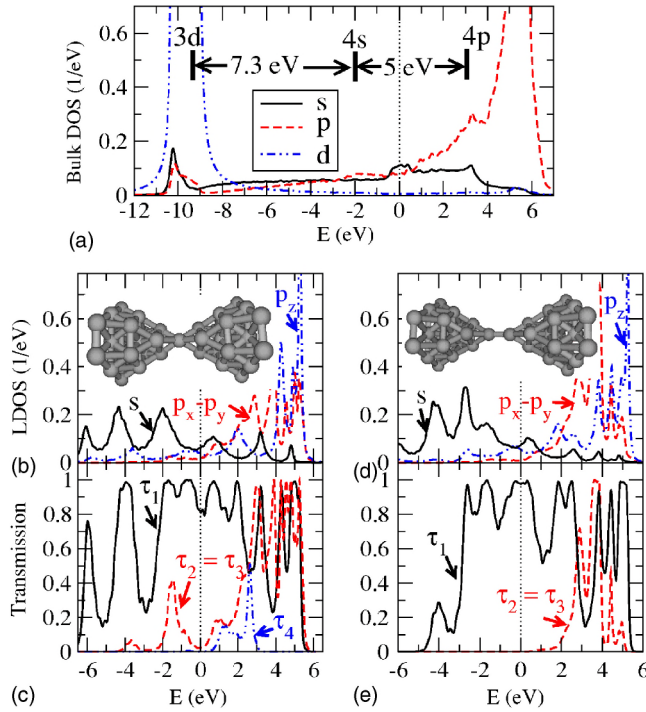 3d 4s 4p
7.3 eV 5 eV
Bulk DOS (1/eV)
0.6
0.4
0.2
0
s
p
d
-12 -10 -8 -6 -4 -2 0 2 4 6
(a) E (eV)
LDOS (1/eV)
0.6
0.4
0.2
0
s
px-py
pz
(b)
px-py
pz
s
(d)
Transmission
1
0.8
0.6
0.4
0.2
0
τ1
τ2 = τ3
τ4
-6 -4 -2 0 2 4 6
(c) E (eV)
τ1
τ2 = τ3
-6 -4 -2 0 2 4 6
(e) E (eV)